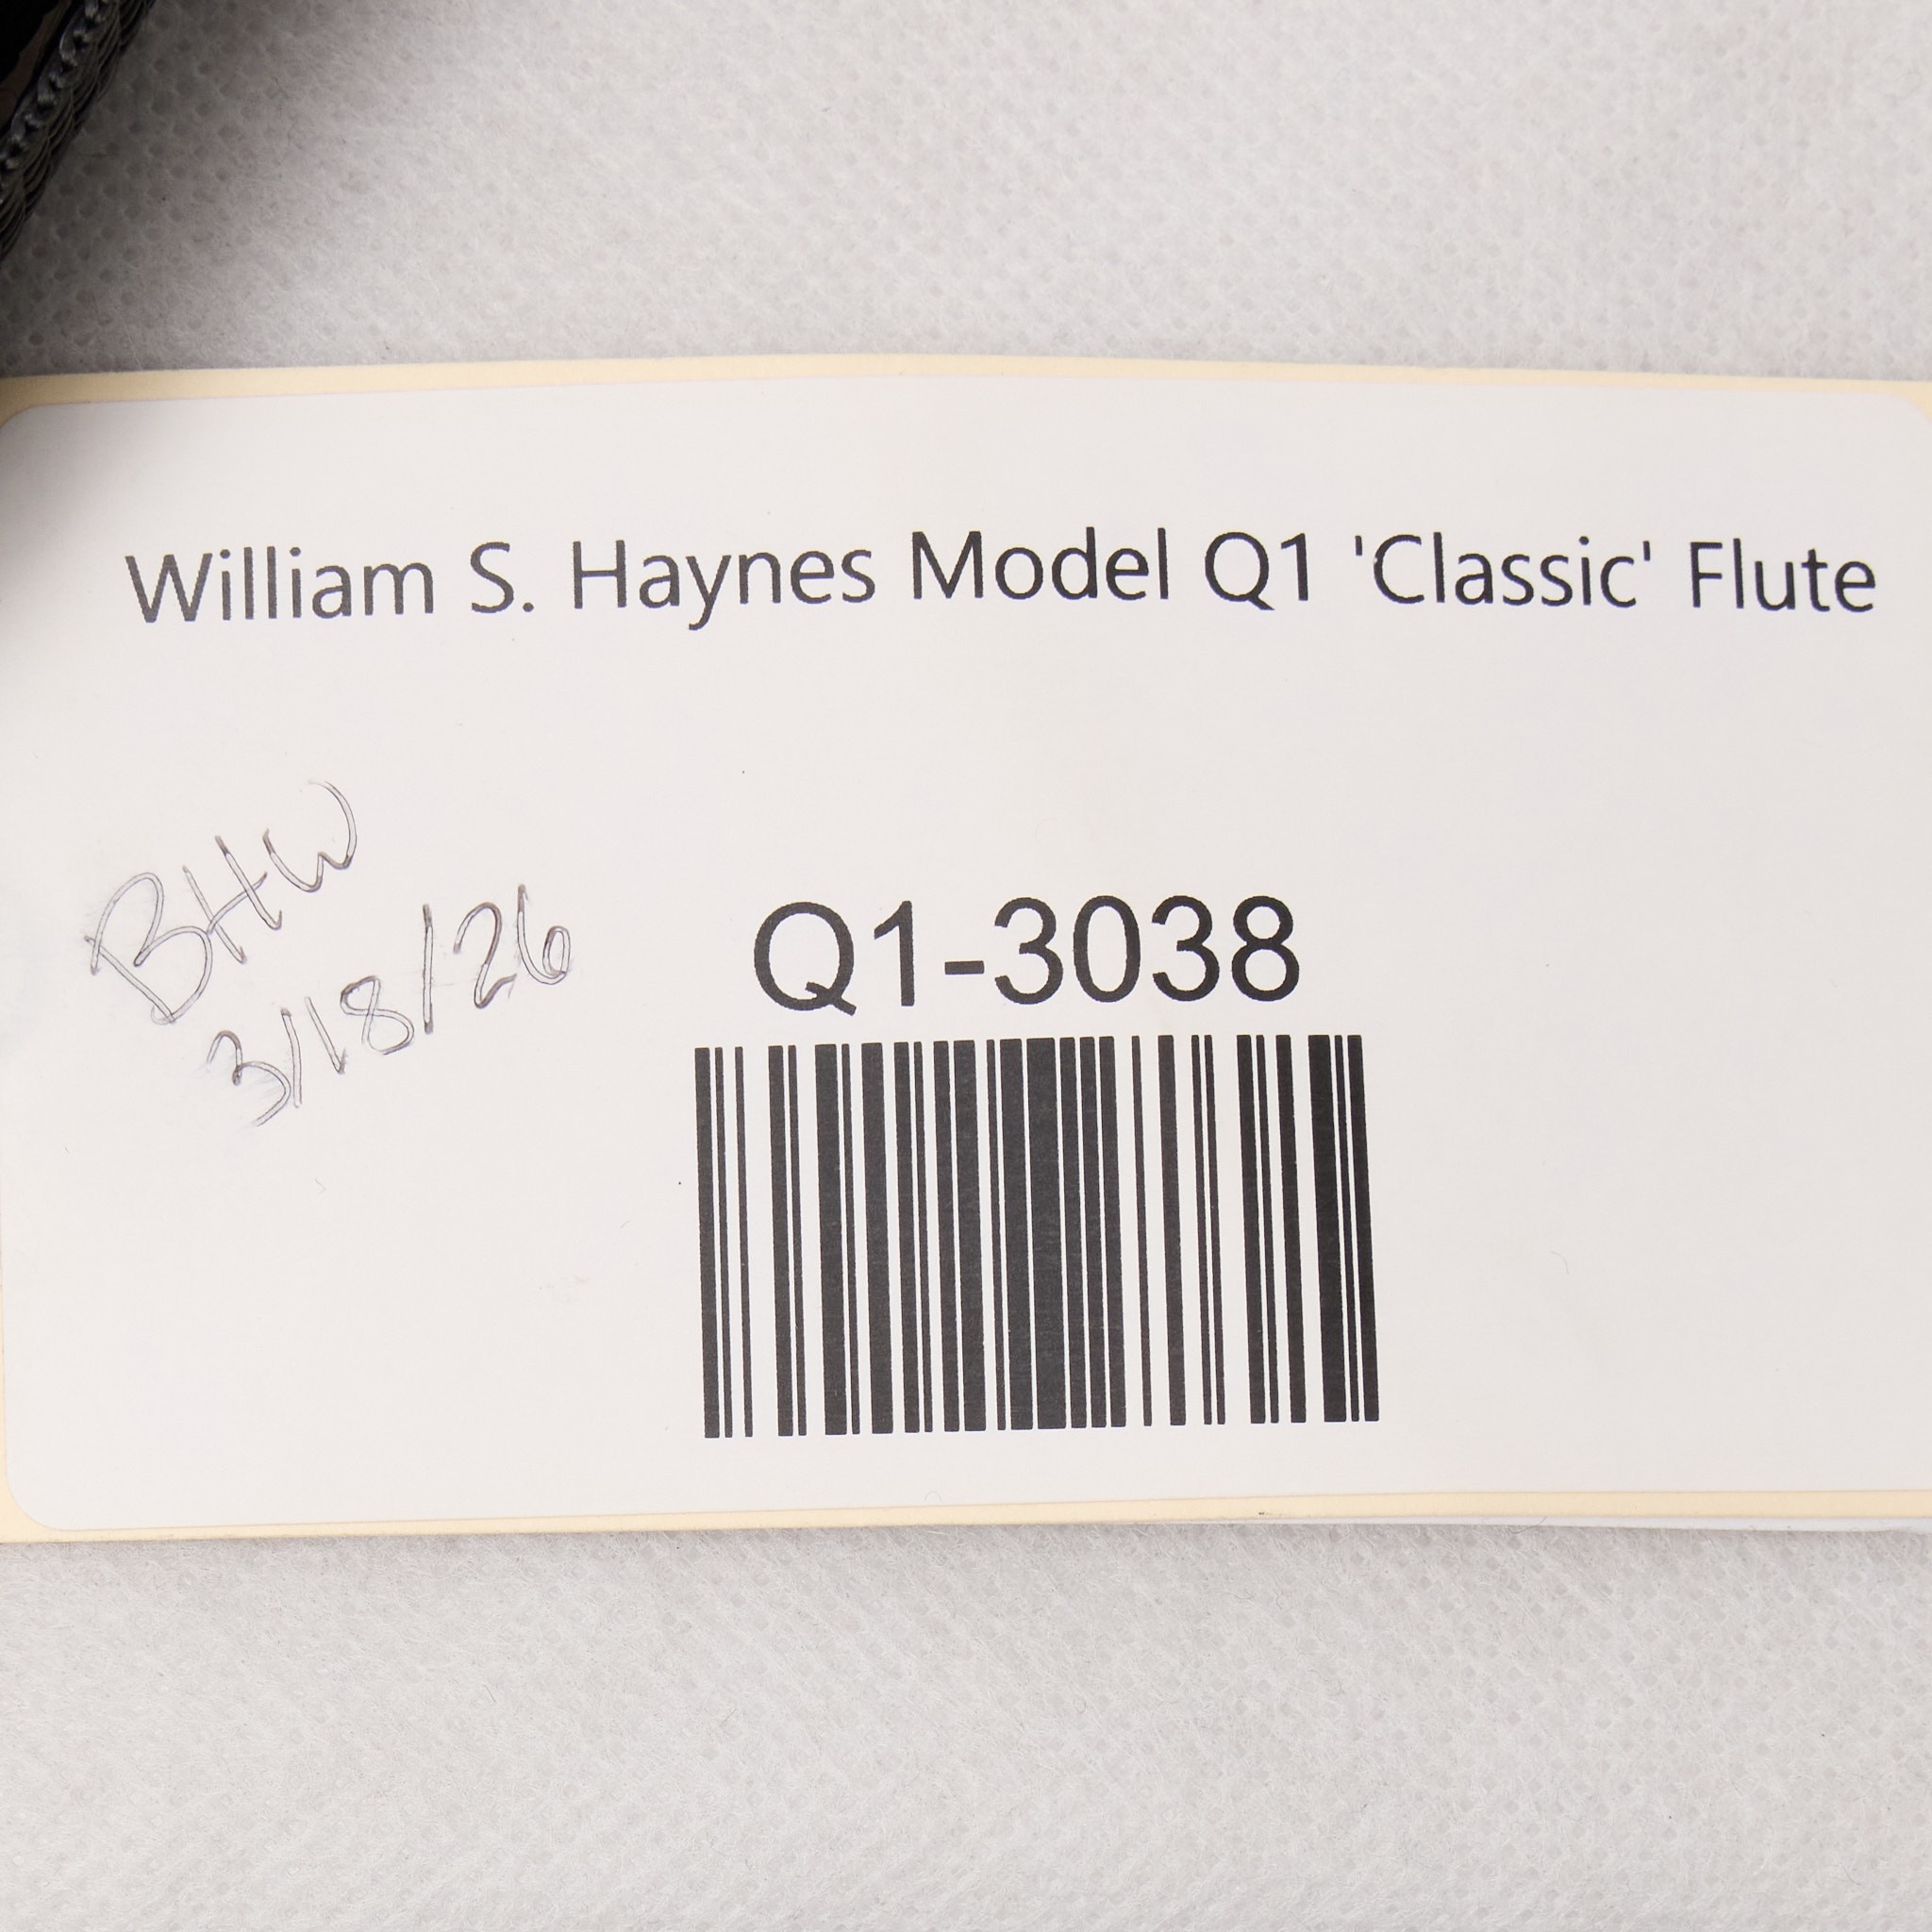 William S. Haynes Model Q1 'Classic' Flute
BHW
3/18/26
Q1-3038